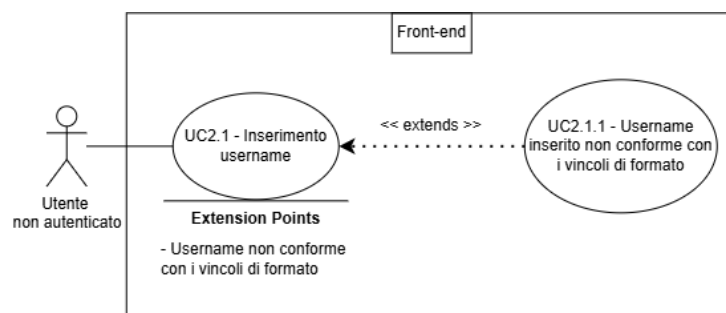 Front-end
UC2.1 - Inserimento
username
<< extends >>
UC2.1.1 - Username
inserito non conforme con
i vincoli di formato
Utente
non autenticato
Extension Points
- Username non conforme
con i vincoli di formato